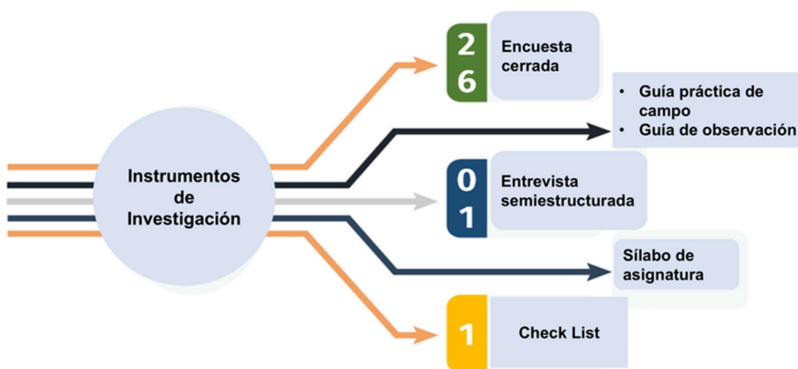 Instrumentos
de
Investigación
2
6
Encuesta
cerrada
• Guía práctica de
campo
• Guía de observación
0
1
Entrevista
semiestructurada
Sílabo de
asignatura
1
Check List